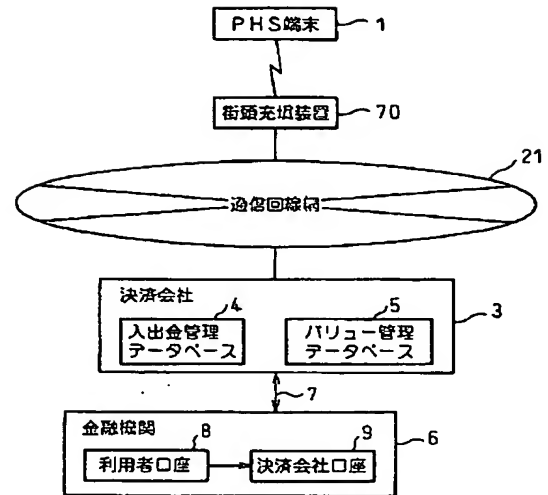 PHS端末
1
街頭充填装置
70
21
通信回線網
決済会社
4
5
3
入出金管理
データベース
バリュー管理
データベース
7
金融機関
8
9
6
利用者口座
決済会社口座